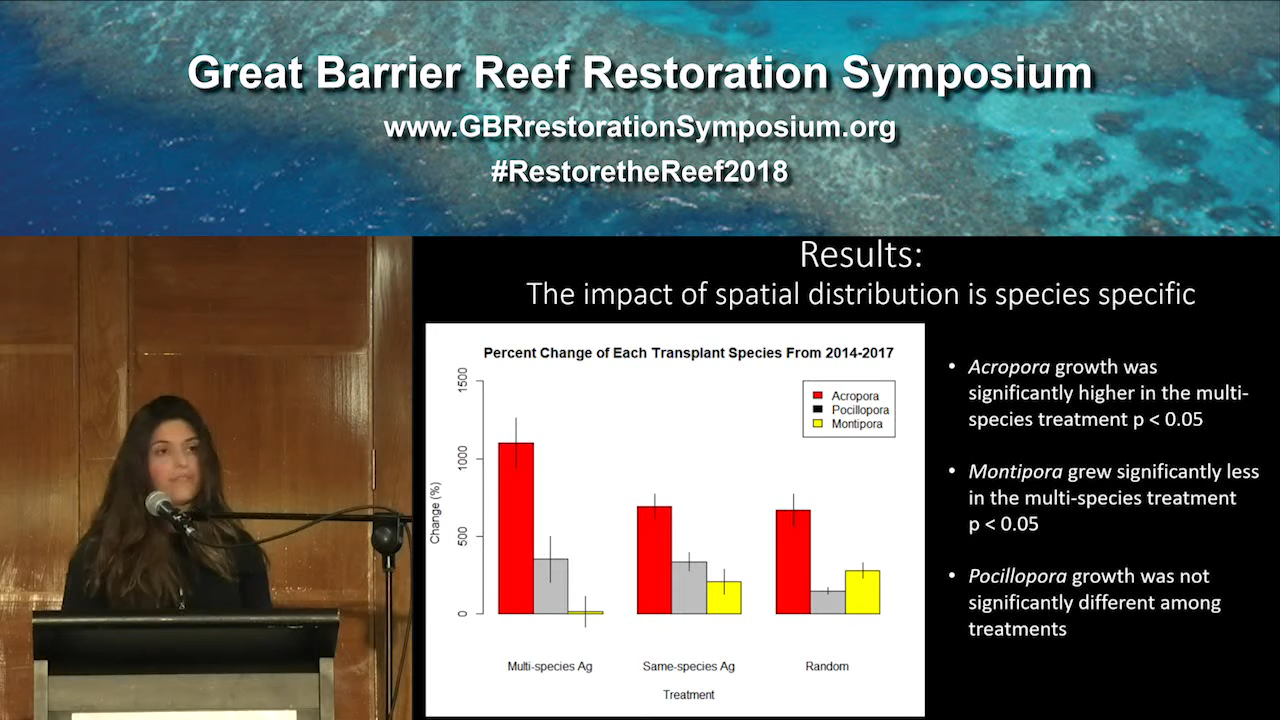 Great Barrier Reef Restoration Symposium
www.GBRrestorationSymposium.org
#RestoretheReef2018
Results:
The impact of spatial distribution is species specific
Percent Change of Each Transplant Species From 2014-2017
Change (%)
1500
1000
500
0
Acropora
Pocillopora
Montipora
Multi-species Ag
Same-species Ag
Random
Treatment
• Acropora growth was
significantly higher in the multi-
species treatment p < 0.05
• Montipora grew significantly less
in the multi-species treatment
p < 0.05
• Pocillopora growth was not
significantly different among
treatments